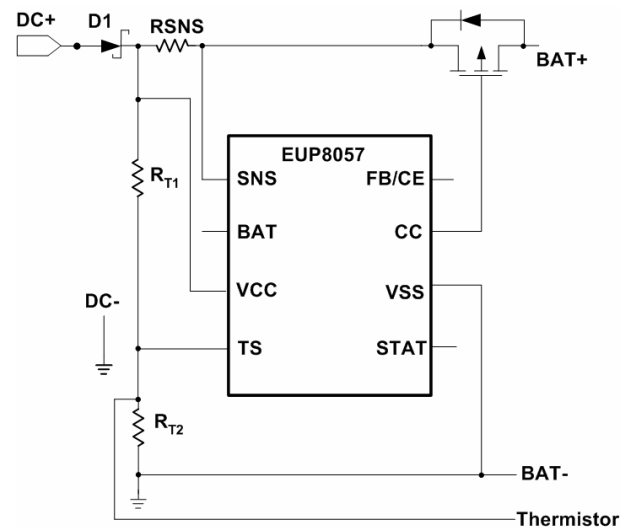 DC+
D1
RSNS
BAT+
EUP8057
SNS
FB/CE
RT1
BAT
CC
VCC
VSS
DC-
TS
STAT
RT2
BAT-
Thermistor